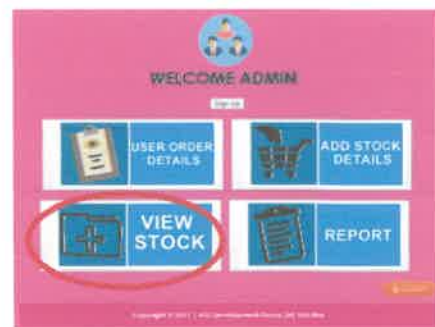 WELCOME ADMIN
USER ORDER
DETAILS
ADD STOCK
DETAILS
VIEW
STOCK
REPORT